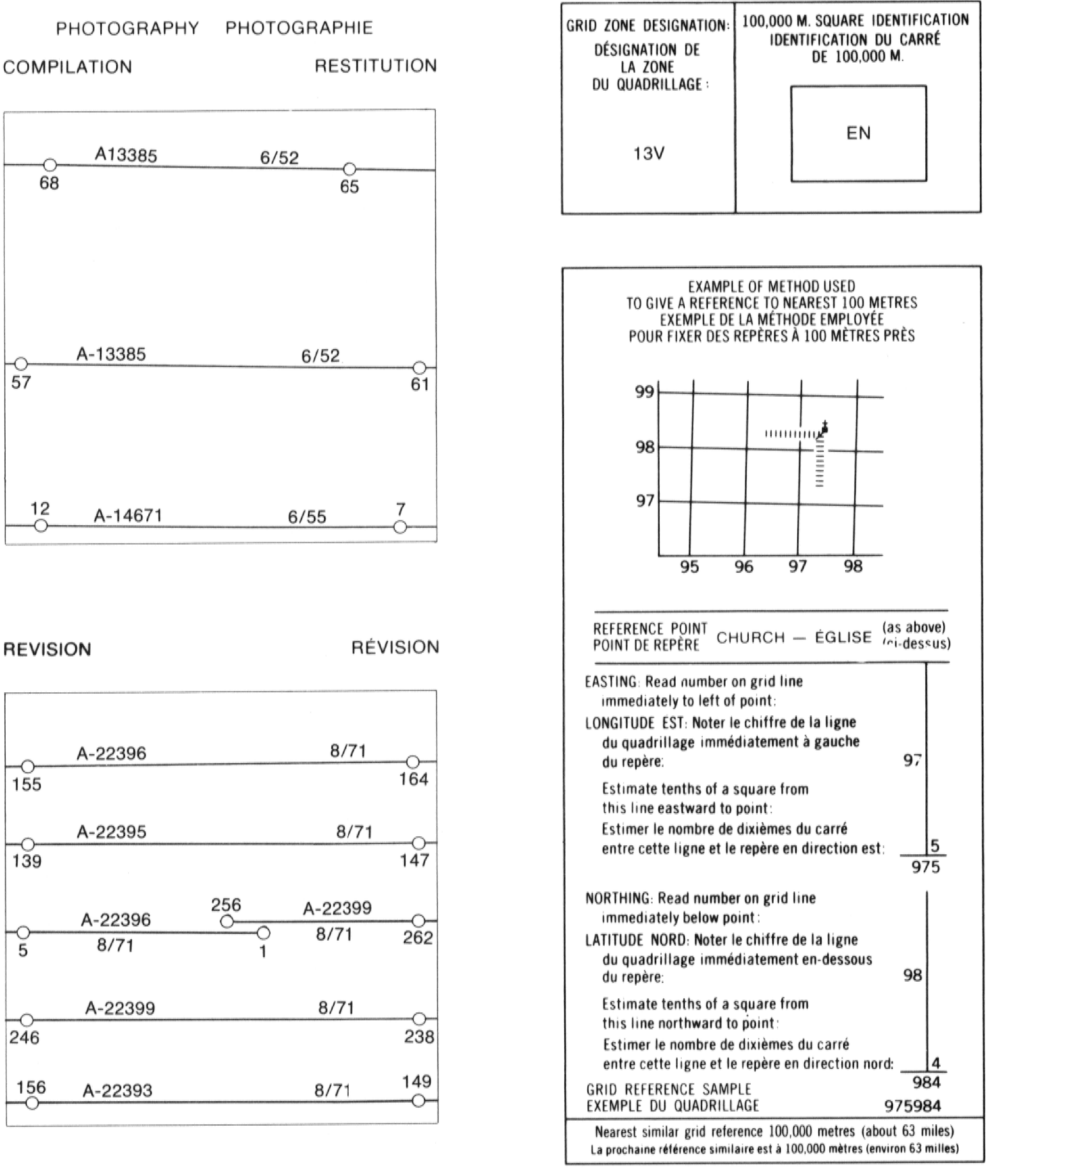 PHOTOGRAPHY PHOTOGRAPHIE
COMPILATION RESTITUTION
A13385 6/52
68 65
A-13385 6/52
57 61
12 A-14671 6/55 7
REVISION RÉVISION
A-22396 8/71
155 164
A-22395 8/71
139 147
256 A-22399
A-22396
8/71 8/71
5 1 262
A-22399 8/71
246 238
156 A-22393 8/71 149
GRID ZONE DESIGNATION:
DÉSIGNATION DE
LA ZONE
DU QUADRILLAGE :
13V
100,000 M. SQUARE IDENTIFICATION
IDENTIFICATION DU CARRÉ
DE 100,000 M.
EN
EXAMPLE OF METHOD USED
TO GIVE A REFERENCE TO NEAREST 100 METRES
EXEMPLE DE LA MÉTHODE EMPLOYÉE
POUR FIXER DES REPÈRES À 100 MÈTRES PRÈS
99
98
97
95 96 97 98
REFERENCE POINT CHURCH — ÉGLISE (as above)
POINT DE REPÈRE (ci-dessus)
EASTING: Read number on grid line
immediately to left of point:
LONGITUDE EST: Noter le chiffre de la ligne
du quadrillage immédiatement à gauche
du repère: 97
Estimate tenths of a square from
this line eastward to point:
Estimer le nombre de dixièmes du carré
entre cette ligne et le repère en direction est: 5
975
NORTHING: Read number on grid line
immediately below point:
LATITUDE NORD: Noter le chiffre de la ligne
du quadrillage immédiatement en-dessous
du repère: 98
Estimate tenths of a square from
this line northward to point:
Estimer le nombre de dixièmes du carré
entre cette ligne et le repère en direction nord: 4
984
GRID REFERENCE SAMPLE
EXEMPLE DU QUADRILLAGE 975984
Nearest similar grid reference 100,000 metres (about 63 miles)
La prochaine référence similaire est à 100,000 mètres (environ 63 milles)